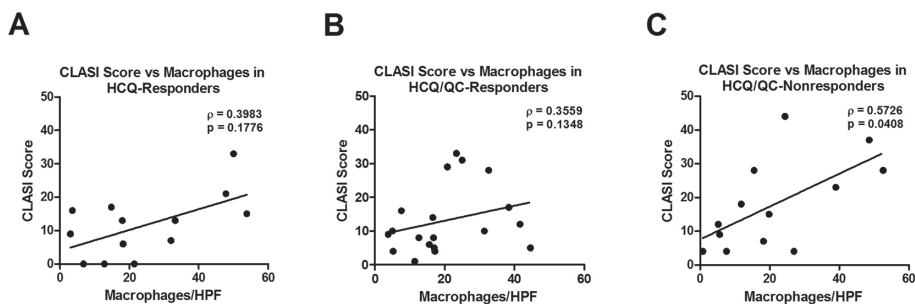 A
CLASI Score vs Macrophages in
HCQ-Responders
ρ = 0.3983
p = 0.1776
CLASI Score
50
40
30
20
10
0
0
20
40
60
Macrophages/HPF
B
CLASI Score vs Macrophages in
HCQ/QC-Responders
ρ = 0.3559
p = 0.1348
CLASI Score
50
40
30
20
10
0
0
20
40
60
Macrophages/HPF
C
CLASI Score vs Macrophages in
HCQ/QC-Nonresponders
ρ = 0.5726
p = 0.0408
CLASI Score
50
40
30
20
10
0
0
20
40
60
Macrophages/HPF